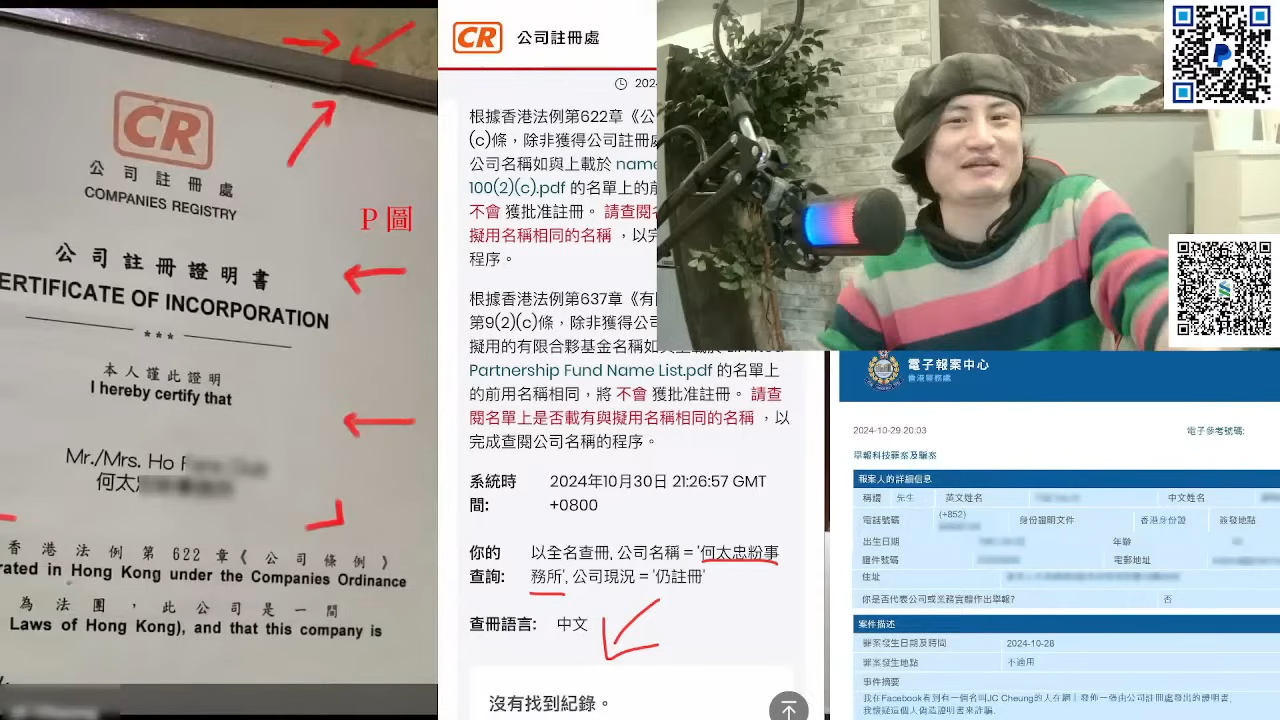 CR
公司註冊處
COMPANIES REGISTRY
P 圖
公司註冊證明書
ERTIFICATE OF INCORPORATION
***
本人謹此證明
I hereby certify that
Mr./Mrs. Ho
何太
香港法例第622章《公司條例》
rated in Hong Kong under the Companies Ordinance
為法團，此公司是一間
Laws of Hong Kong), and that this company is
CR 公司註冊處
202
根據香港法例第622章《公
(c)條，除非獲得公司註冊處
公司名稱如與上載於 name
100(2)(c).pdf 的名單上的前
不會 獲批准註冊。 請查閱名
擬用名稱相同的名稱 ，以完
程序。
根據香港法例第637章《有
第9(2)(c)條，除非獲得公司
擬用的有限合夥基金名稱如
Partnership Fund Name List.pdf 的名單上
的前用名稱相同，將 不會 獲批准註冊。 請查
閱名單上是否載有與擬用名稱相同的名稱 ，以
完成查閱公司名稱的程序。
系統時間: 2024年10月30日 21:26:57 GMT
+0800
你的查詢: 以全名查冊, 公司名稱 = '何太忠紛事
務所', 公司現況 = '仍註冊'
查冊語言: 中文
沒有找到紀錄。
電子報案中心
香港警務處
2024-10-29 20:03
電子參考號碼:
舉報科技罪案及騙案
報案人的詳細信息
稱謂 先生 英文姓名 中文姓名
電話號碼 (+852) 身份證明文件 香港身份證 簽發地點
出生日期 年齡
證件號碼 電郵地址
住址
你是否代表公司或業務實體作出舉報? 否
案件描述
罪案發生日期及時間 2024-10-28
罪案發生地點 不適用
事件摘要
我在Facebook看到有一個名叫JC Cheung的人在網上發佈一張由公司註冊處發出的證明書,
我懷疑這個人偽造證明書來詐騙.